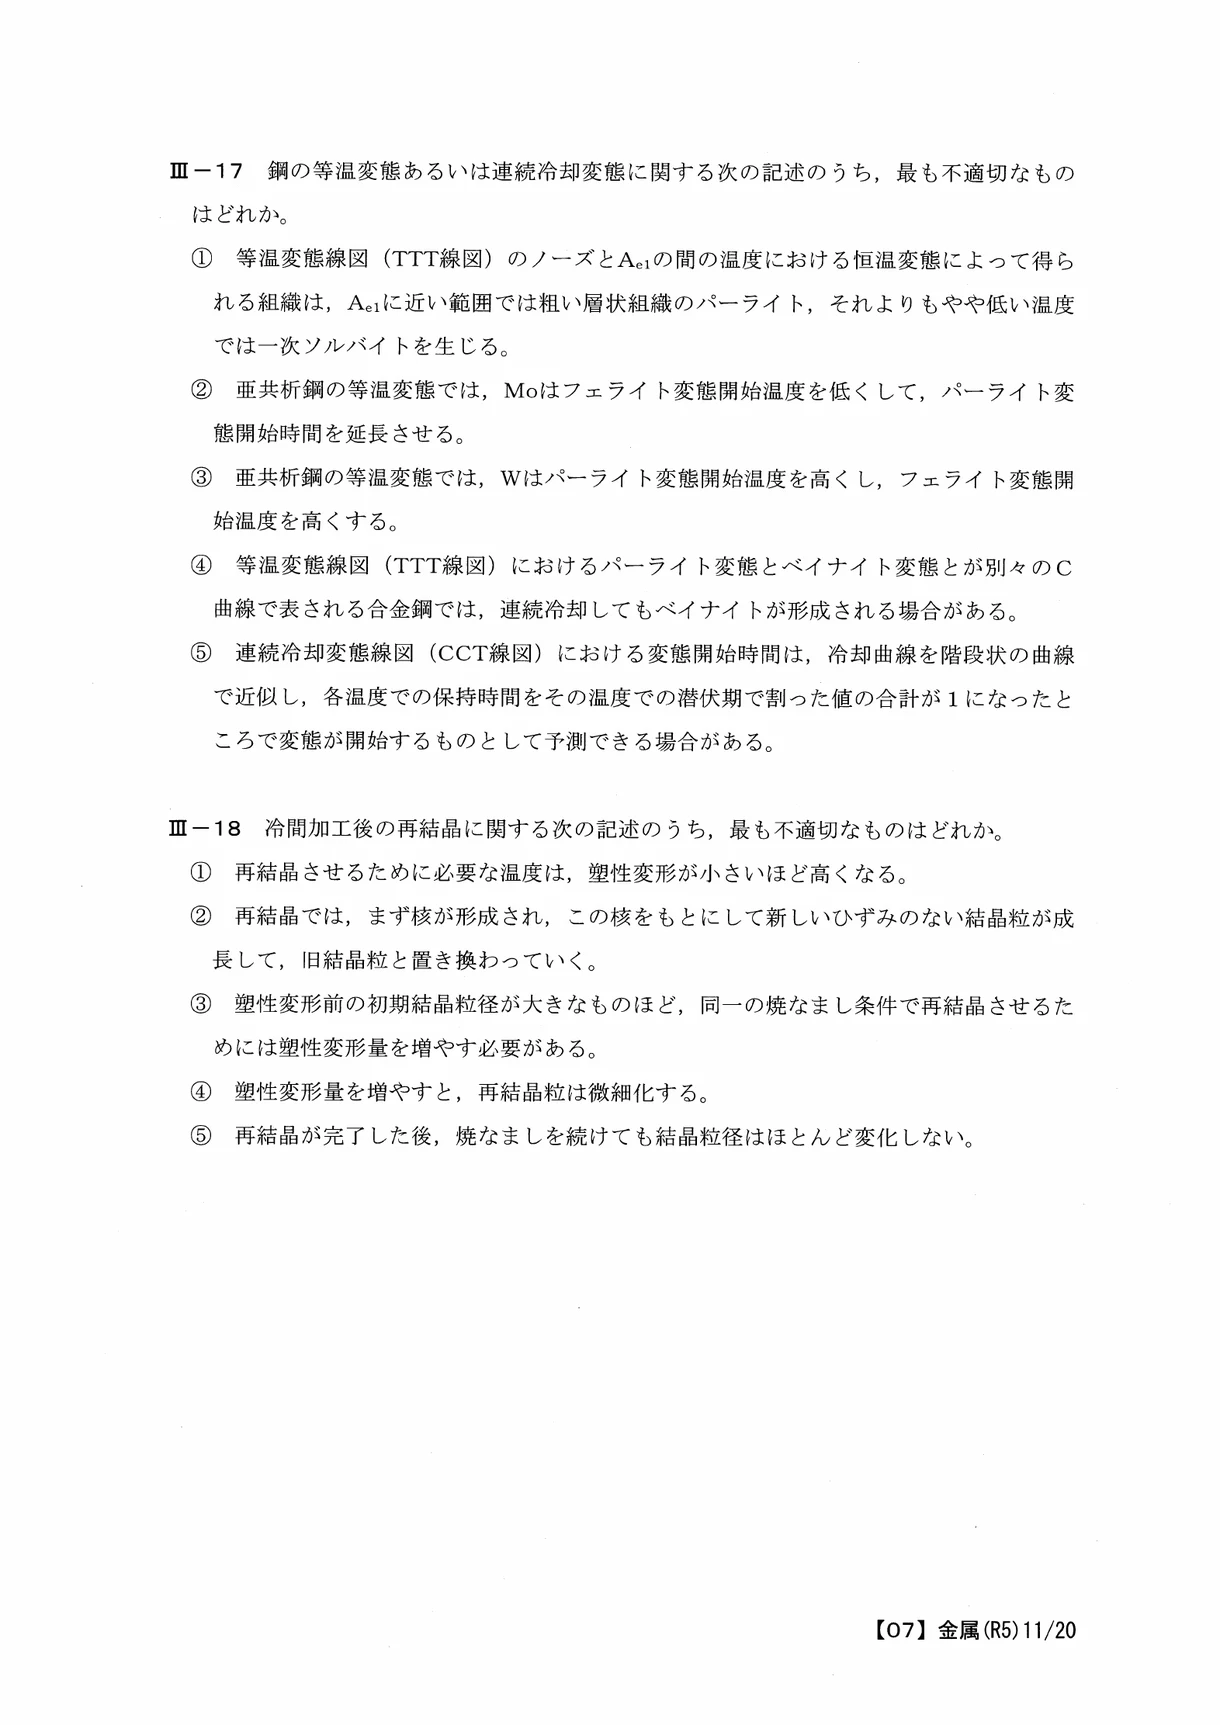 Ⅲ－17　鋼の等温変態あるいは連続冷却変態に関する次の記述のうち，最も不適切なもの
はどれか。
①　等温変態線図（TTT線図）のノーズとAe1の間の温度における恒温変態によって得ら
れる組織は，Ae1に近い範囲では粗い層状組織のパーライト，それよりもやや低い温度
では一次ソルバイトを生じる。
②　亜共析鋼の等温変態では，Moはフェライト変態開始温度を低くして，パーライト変
態開始時間を延長させる。
③　亜共析鋼の等温変態では，Wはパーライト変態開始温度を高くし，フェライト変態開
始温度を高くする。
④　等温変態線図（TTT線図）におけるパーライト変態とベイナイト変態とが別々のC
曲線で表される合金鋼では，連続冷却してもベイナイトが形成される場合がある。
⑤　連続冷却変態線図（CCT線図）における変態開始時間は，冷却曲線を階段状の曲線
で近似し，各温度での保持時間をその温度での潜伏期で割った値の合計が1になったと
ころで変態が開始するものとして予測できる場合がある。
Ⅲ－18　冷間加工後の再結晶に関する次の記述のうち，最も不適切なものはどれか。
①　再結晶させるために必要な温度は，塑性変形が小さいほど高くなる。
②　再結晶では，まず核が形成され，この核をもとにして新しいひずみのない結晶粒が成
長して，旧結晶粒と置き換わっていく。
③　塑性変形前の初期結晶粒径が大きなものほど，同一の焼なまし条件で再結晶させるた
めには塑性変形量を増やす必要がある。
④　塑性変形量を増やすと，再結晶粒は微細化する。
⑤　再結晶が完了した後，焼なましを続けても結晶粒径はほとんど変化しない。
【07】金属(R5)11/20